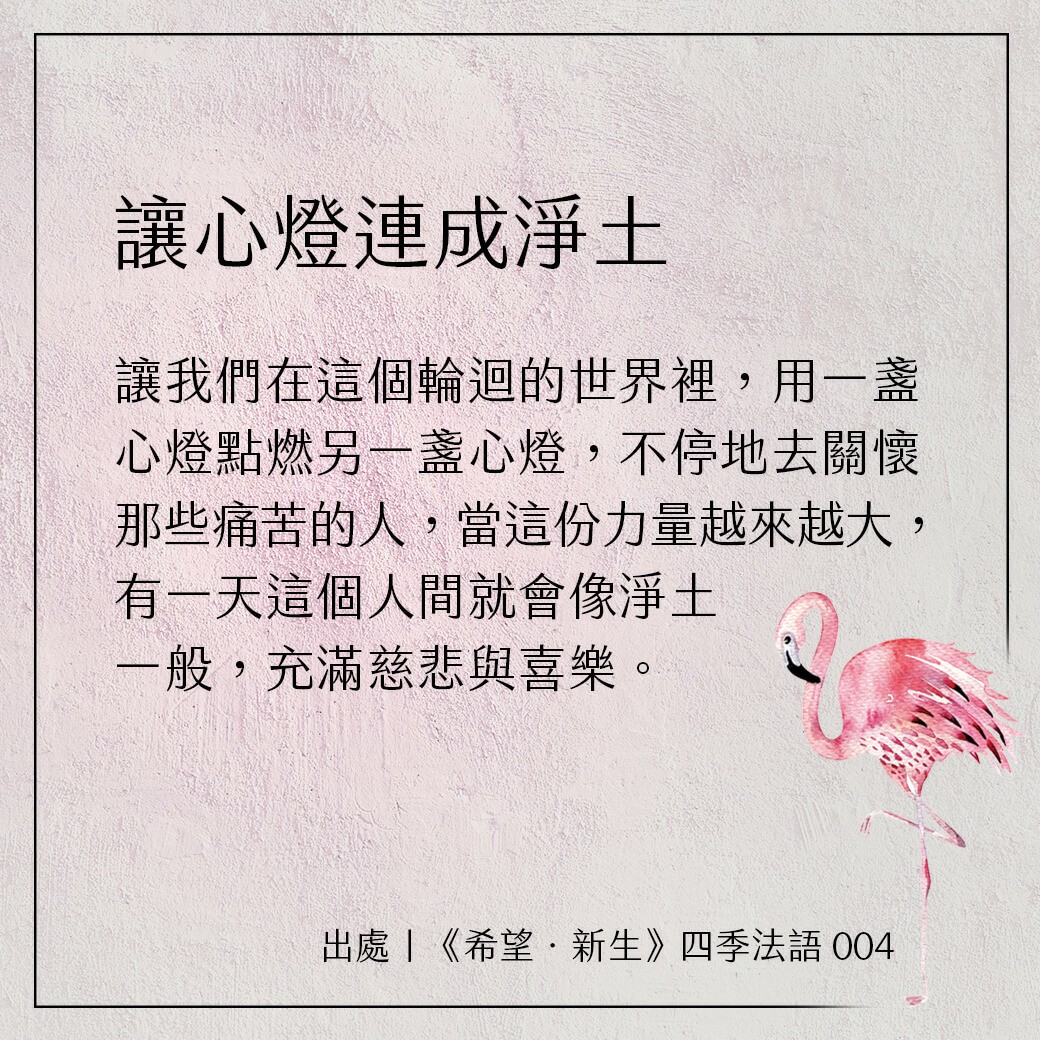 讓心燈連成淨土
讓我們在這個輪迴的世界裡，用一盞
心燈點燃另一盞心燈，不停地去關懷
那些痛苦的人，當這份力量越來越大，
有一天這個人間就會像淨土
一般，充滿慈悲與喜樂。
出處｜《希望．新生》四季法語 004